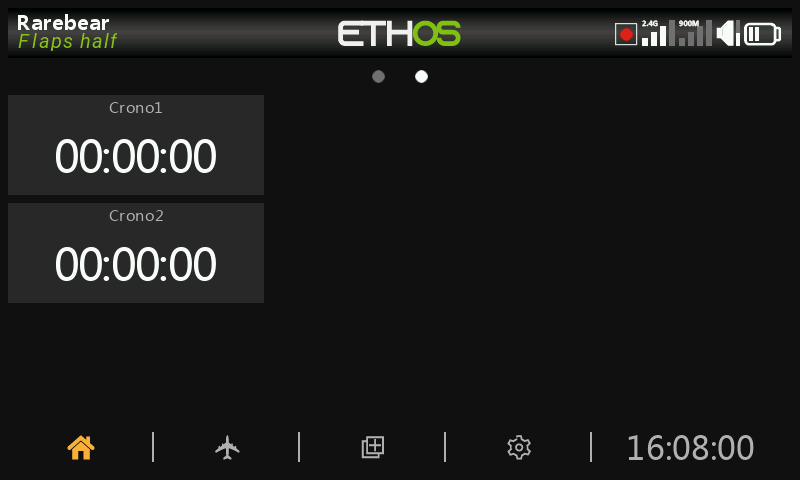 Rarebear
Flaps half
ETHOS
2.4G
900M
Crono1
00:00:00
Crono2
00:00:00
16:08:00